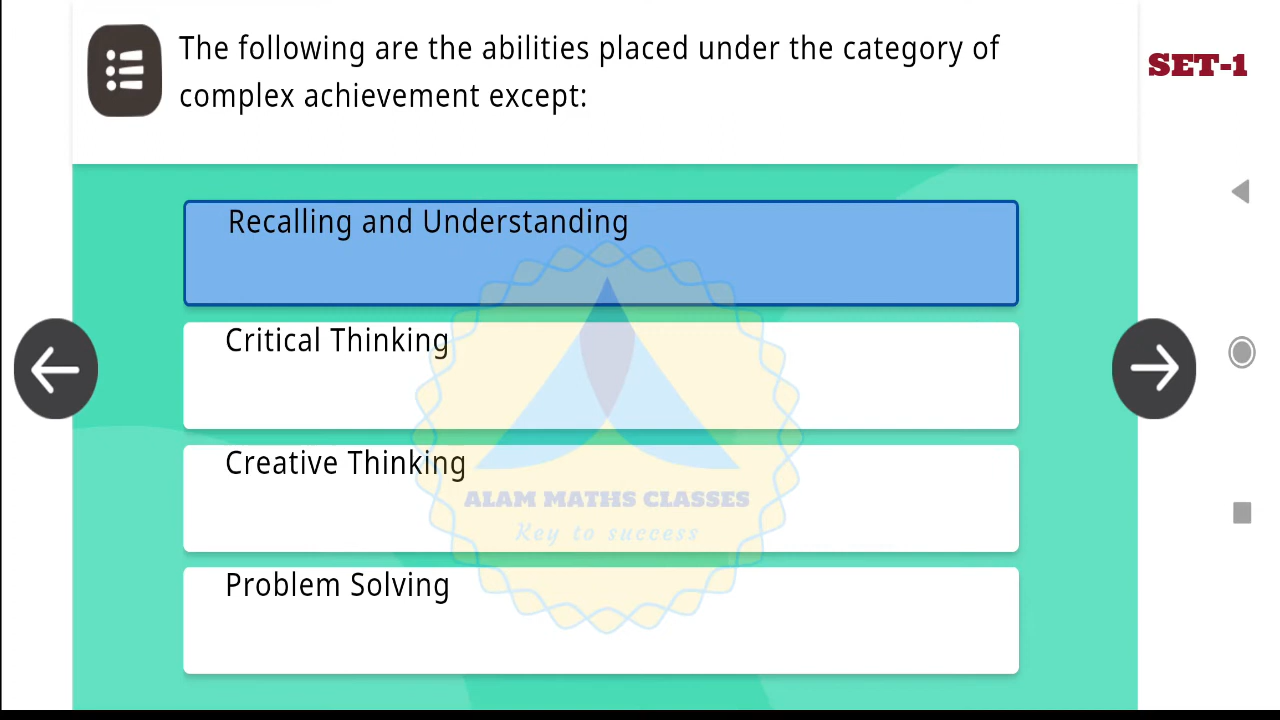 The following are the abilities placed under the category of
complex achievement except:
SET-1
Recalling and Understanding
Critical Thinking
Creative Thinking
ALAM MATHS CLASSES
Key to success
Problem Solving